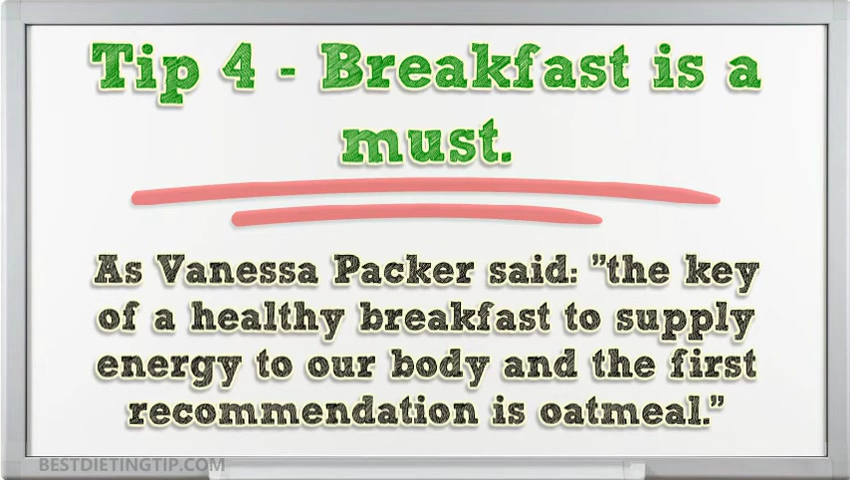 Tip 4 - Breakfast is a
must.
As Vanessa Packer said: ”the key
of a healthy breakfast to supply
energy to our body and the first
recommendation is oatmeal.”
BESTDIETINGTIP.COM